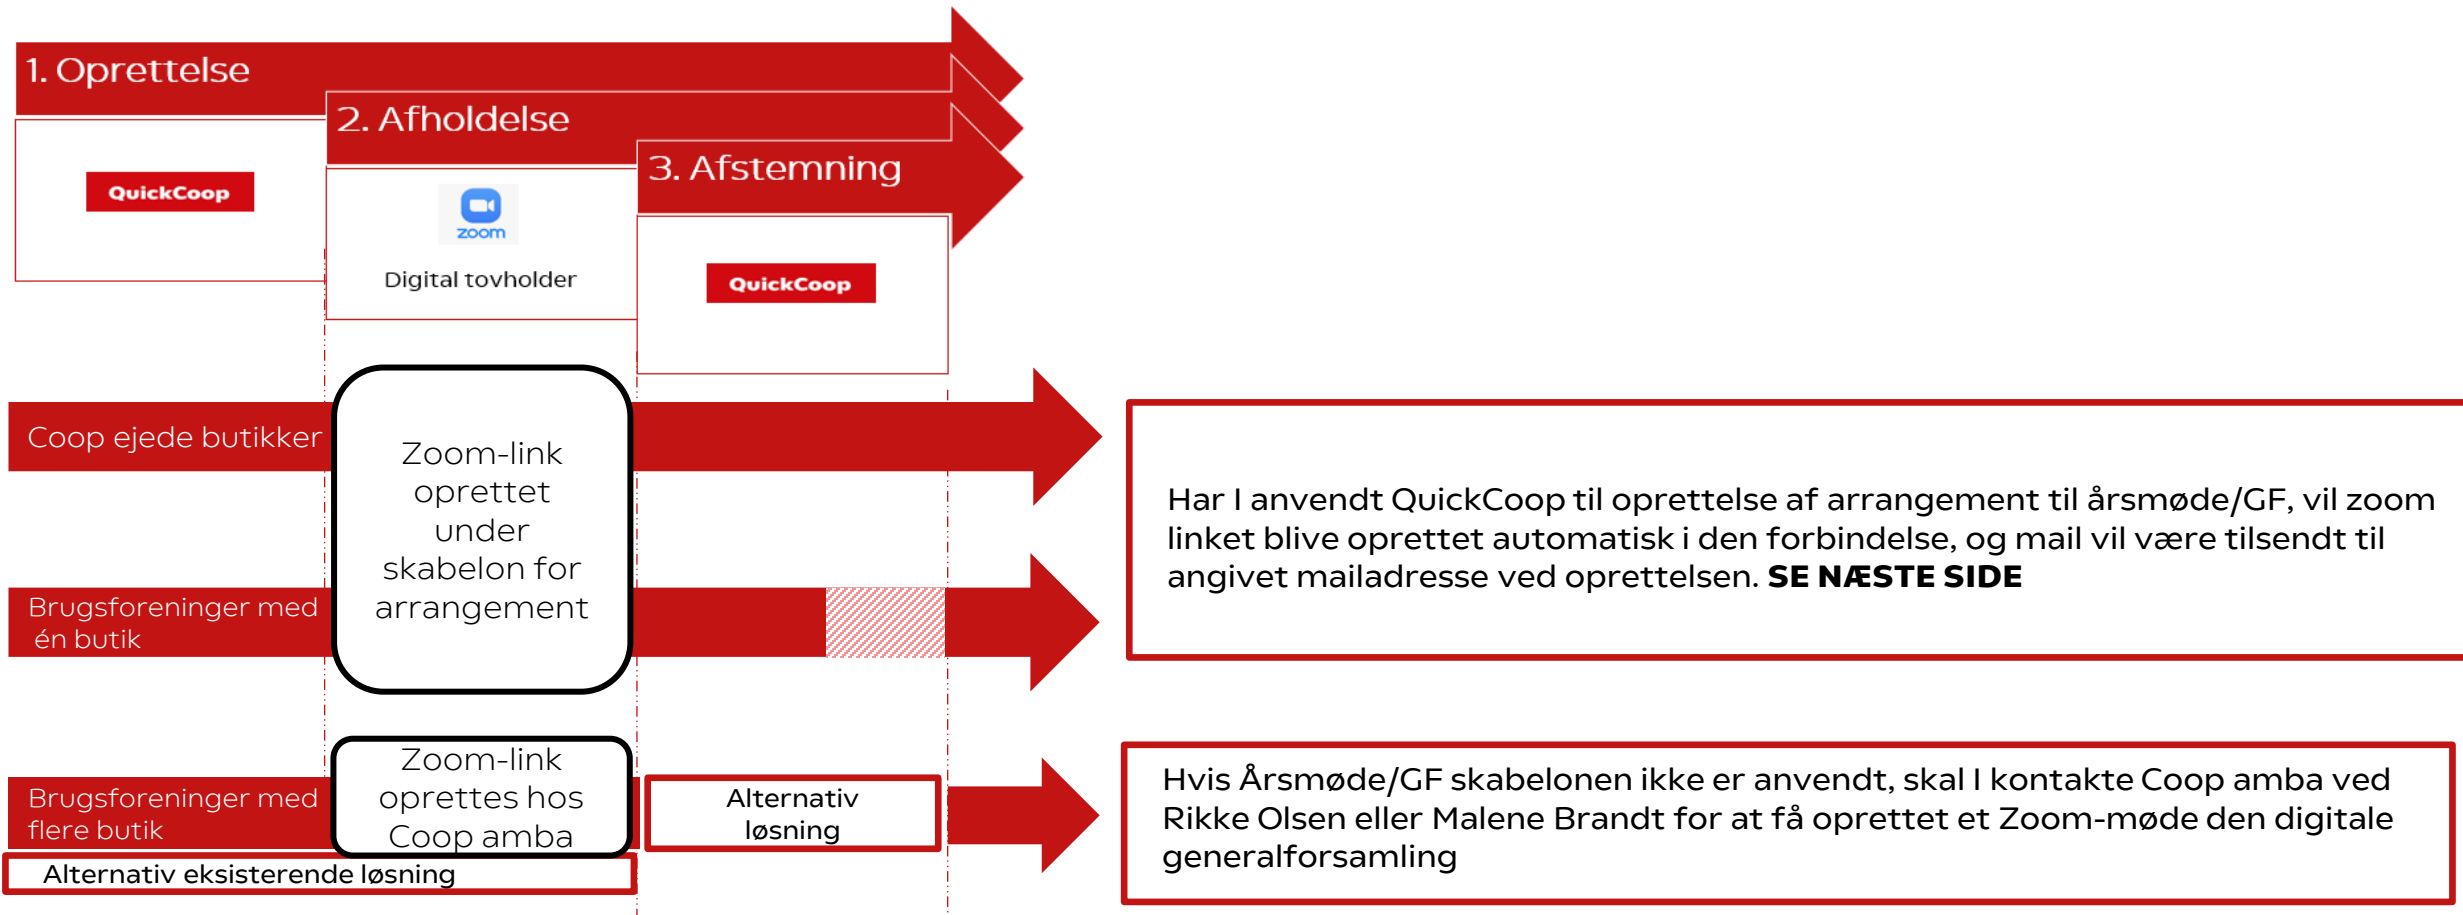 1. Oprettelse
QuickCoop
2. Afholdelse
zoom
Digital tovholder
3. Afstemning
QuickCoop
Coop ejede butikker
Brugsforeninger med
én butik
Zoom-link
oprettet
under
skabelon for
arrangement
Har I anvendt QuickCoop til oprettelse af arrangement til årsmøde/GF, vil zoom
linket blive oprettet automatisk i den forbindelse, og mail vil være tilsendt til
angivet mailadresse ved oprettelsen. SE NÆSTE SIDE
Brugsforeninger med
flere butik
Zoom-link
oprettes hos
Coop amba
Alternativ
løsning
Alternativ eksisterende løsning
Hvis Årsmøde/GF skabelonen ikke er anvendt, skal I kontakte Coop amba ved
Rikke Olsen eller Malene Brandt for at få oprettet et Zoom-møde den digitale
generalforsamling